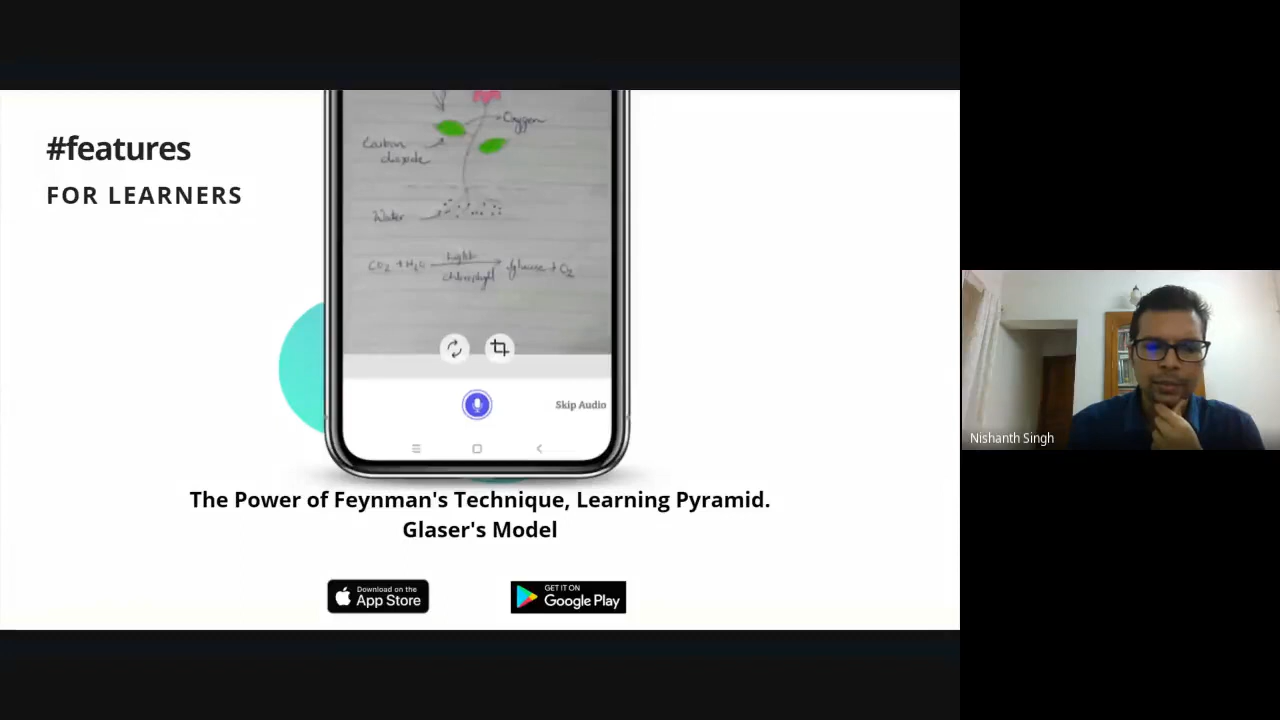 #features
FOR LEARNERS
Oxygen
Carbon
dioxide
Water
CO2 + H2O
light
chlorophyll
glucose + O2
Skip Audio
The Power of Feynman's Technique, Learning Pyramid.
Glaser's Model
Download on the
App Store
GET IT ON
Google Play
Nishanth Singh